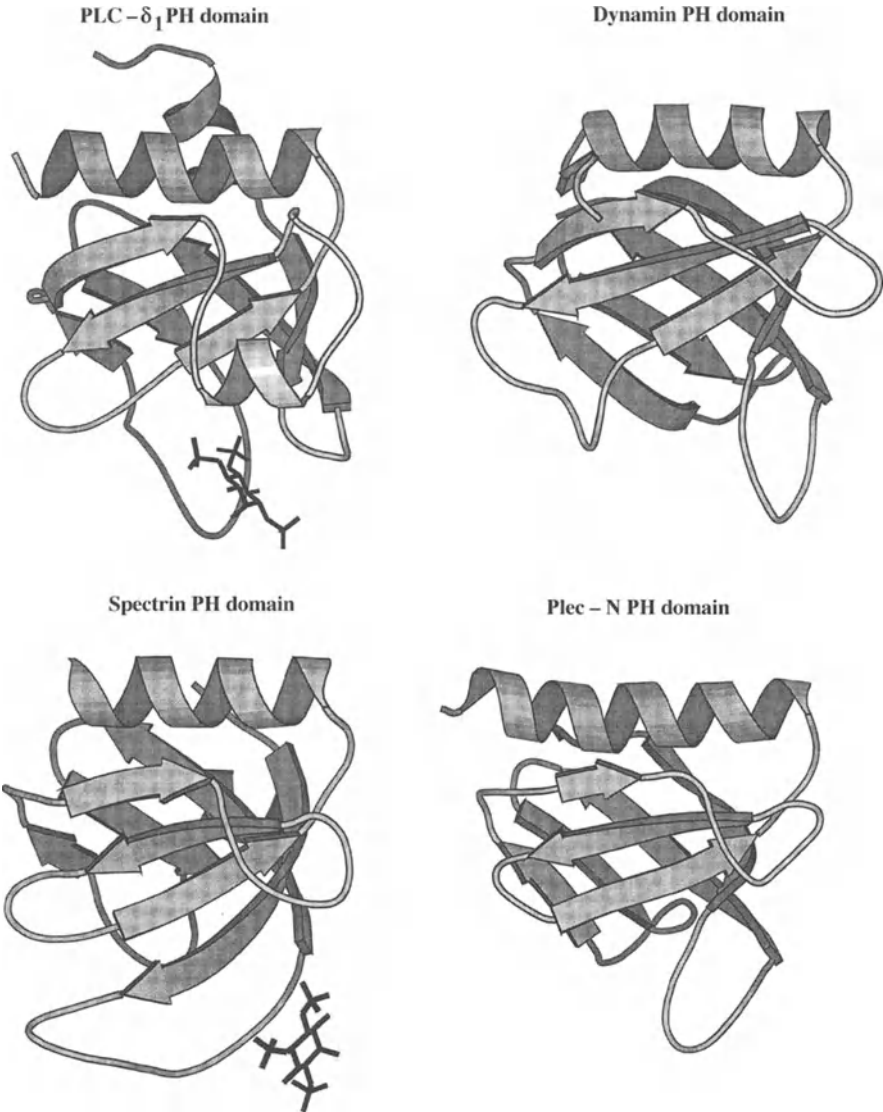 PLC – δ1 PH domain
Dynamin PH domain
Spectrin PH domain
Plec – N PH domain